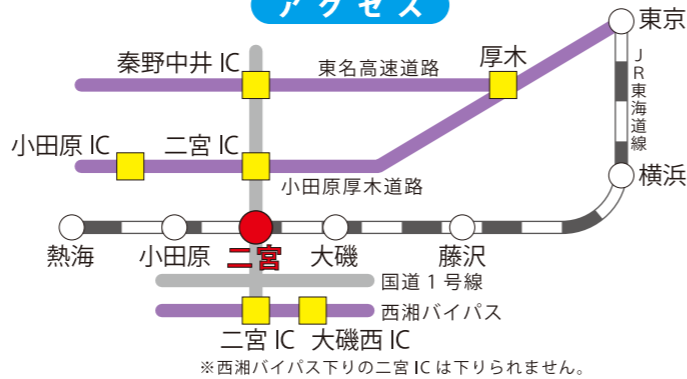 アクセス
東京
秦野中井 IC
東名高速道路
厚木
JR東海道線
小田原 IC
二宮 IC
小田原厚木道路
横浜
熱海
小田原
二宮
大磯
藤沢
国道 1 号線
西湘バイパス
二宮 IC
大磯西 IC
※西湘バイパス下りの二宮 IC は下りられません。